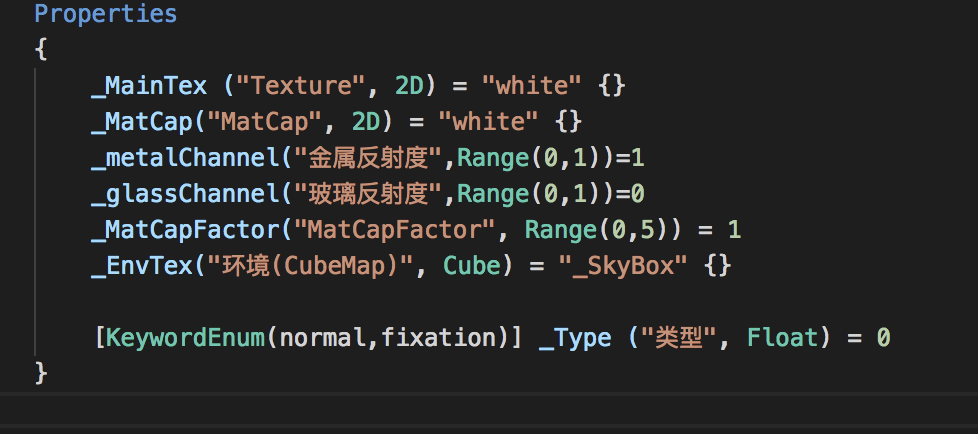 Properties
{
_MainTex ("Texture", 2D) = "white" {}
_MatCap("MatCap", 2D) = "white" {}
_metalChannel("金属反射度",Range(0,1))=1
_glassChannel("玻璃反射度",Range(0,1))=0
_MatCapFactor("MatCapFactor", Range(0,5)) = 1
_EnvTex("环境(CubeMap)", Cube) = "_SkyBox" {}
[KeywordEnum(normal,fixation)] _Type ("类型", Float) = 0
}